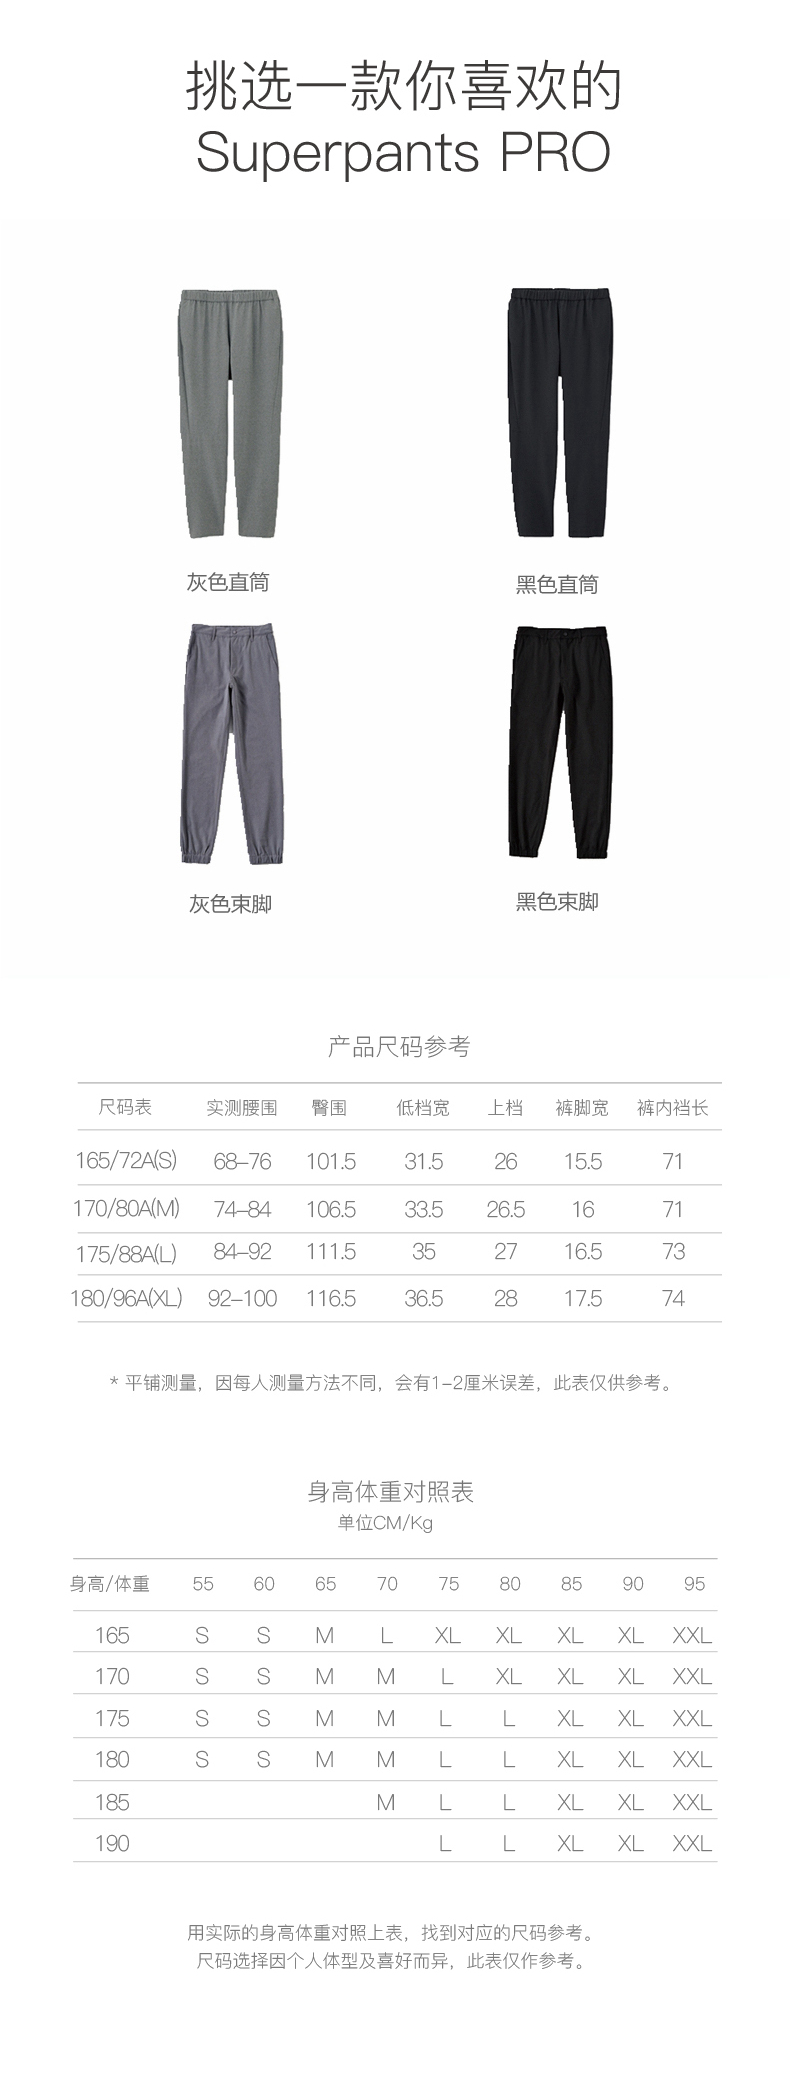 挑选一款你喜欢的
Superpants PRO
灰色直筒 黑色直筒
灰色束脚 黑色束脚
产品尺码参考
尺码表 实测腰围 臀围 低档宽 上档 裤脚宽 裤内裆长
165/72A(S) 68–76 101.5 31.5 26 15.5 71
170/80A(M) 74–84 106.5 33.5 26.5 16 71
175/88A(L) 84–92 111.5 35 27 16.5 73
180/96A(XL) 92–100 116.5 36.5 28 17.5 74
* 平铺测量，因每人测量方法不同，会有1-2厘米误差，此表仅供参考。
身高体重对照表
单位CM/Kg
身高/体重 55 60 65 70 75 80 85 90 95
165 S S M L XL XL XL XL XXL
170 S S M M L XL XL XL XXL
175 S S M M L L XL XL XXL
180 S S M M L L XL XL XXL
185 M L L XL XL XXL
190 L L XL XL XXL
用实际的身高体重对照上表，找到对应的尺码参考。
尺码选择因个人体型及喜好而异，此表仅作参考。